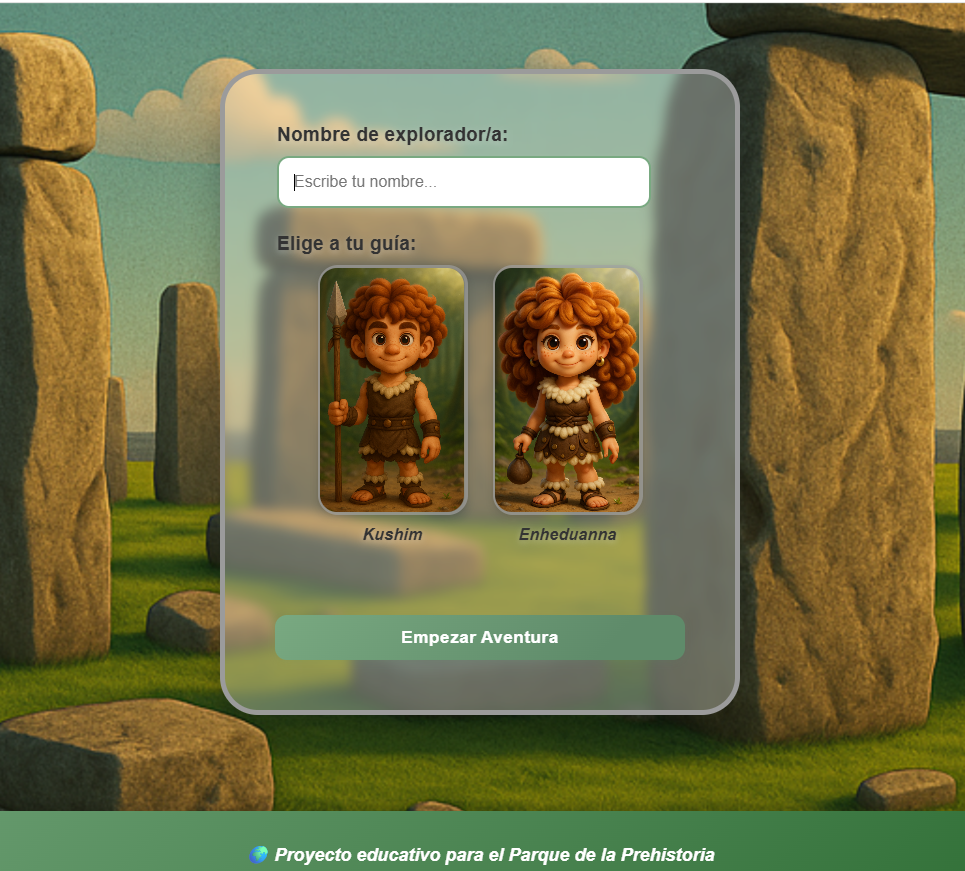 Nombre de explorador/a:
Escribe tu nombre...
Elige a tu guía:
Kushim
Enheduanna
Empezar Aventura
🌍 Proyecto educativo para el Parque de la Prehistoria